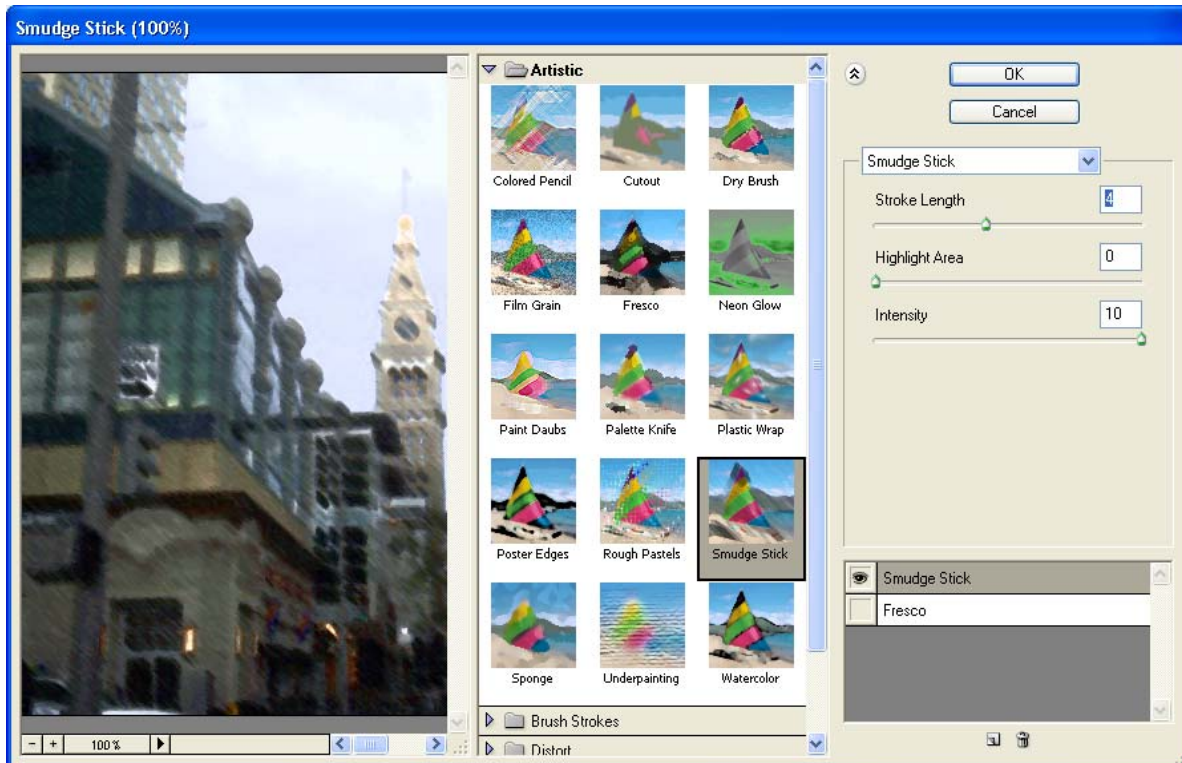 Smudge Stick (100%)
Artistic
Colored Pencil
Cutout
Dry Brush
Film Grain
Fresco
Neon Glow
Paint Daubs
Palette Knife
Plastic Wrap
Poster Edges
Rough Pastels
Smudge Stick
Sponge
Underpainting
Watercolor
Brush Strokes
Distort
- + 100%
OK
Cancel
Smudge Stick
Stroke Length 4
Highlight Area 0
Intensity 10
Smudge Stick
Fresco